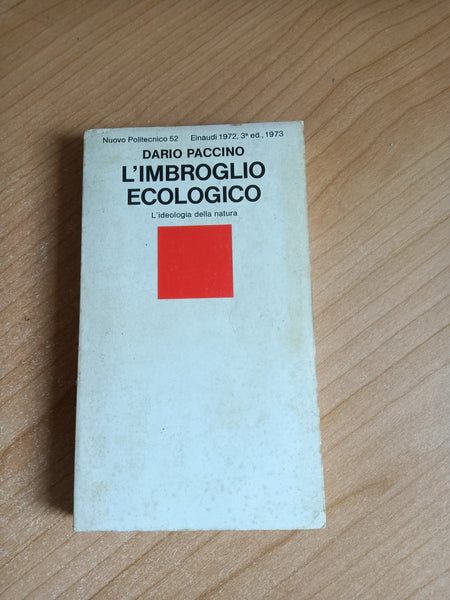 Nuovo Politecnico 52 Einaudi 1972, 3ª ed., 1973
DARIO PACCINO
L'IMBROGLIO
ECOLOGICO
L'ideologia della natura